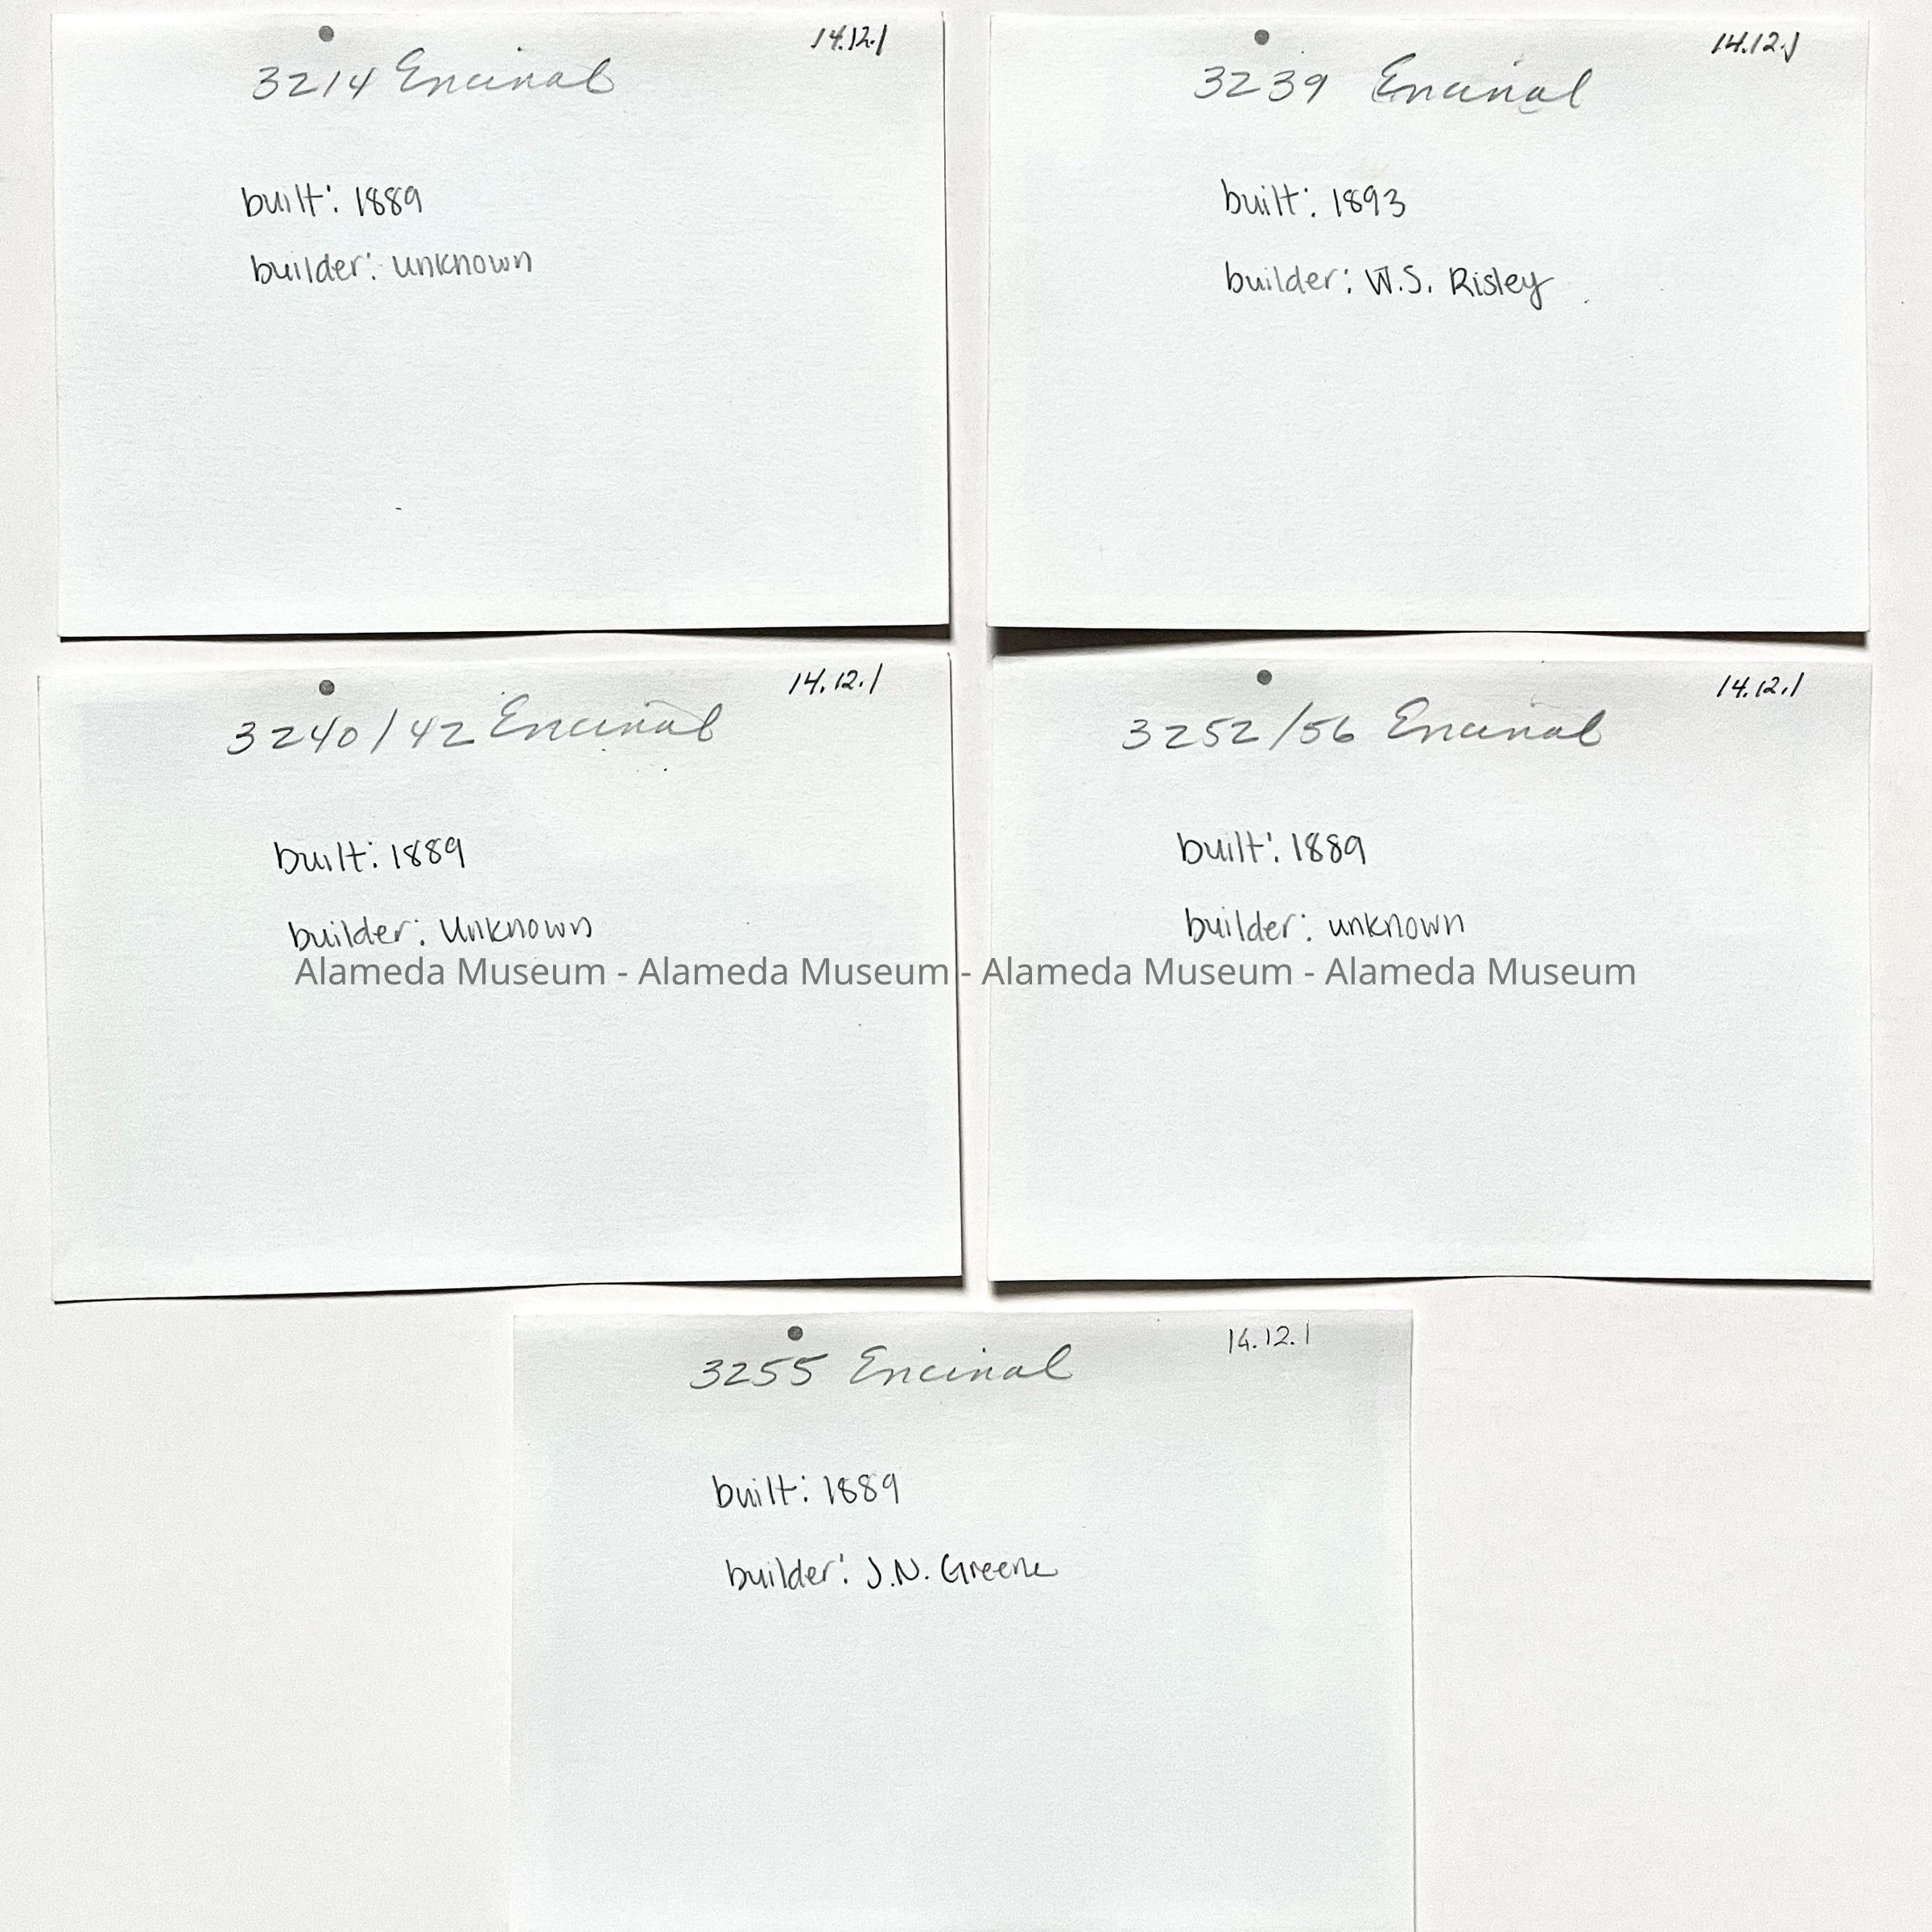 14.12.1
3214 Encinal
built: 1889
builder: unknown
14.12.1
3239 Encinal
built: 1893
builder: W.S. Risley
14.12.1
3240/42 Encinal
built: 1889
builder: Unknown
14.12.1
3252/56 Encinal
built: 1889
builder: unknown
Alameda Museum - Alameda Museum - Alameda Museum - Alameda Museum
14.12.1
3255 Encinal
built: 1889
builder: J.N. Greene